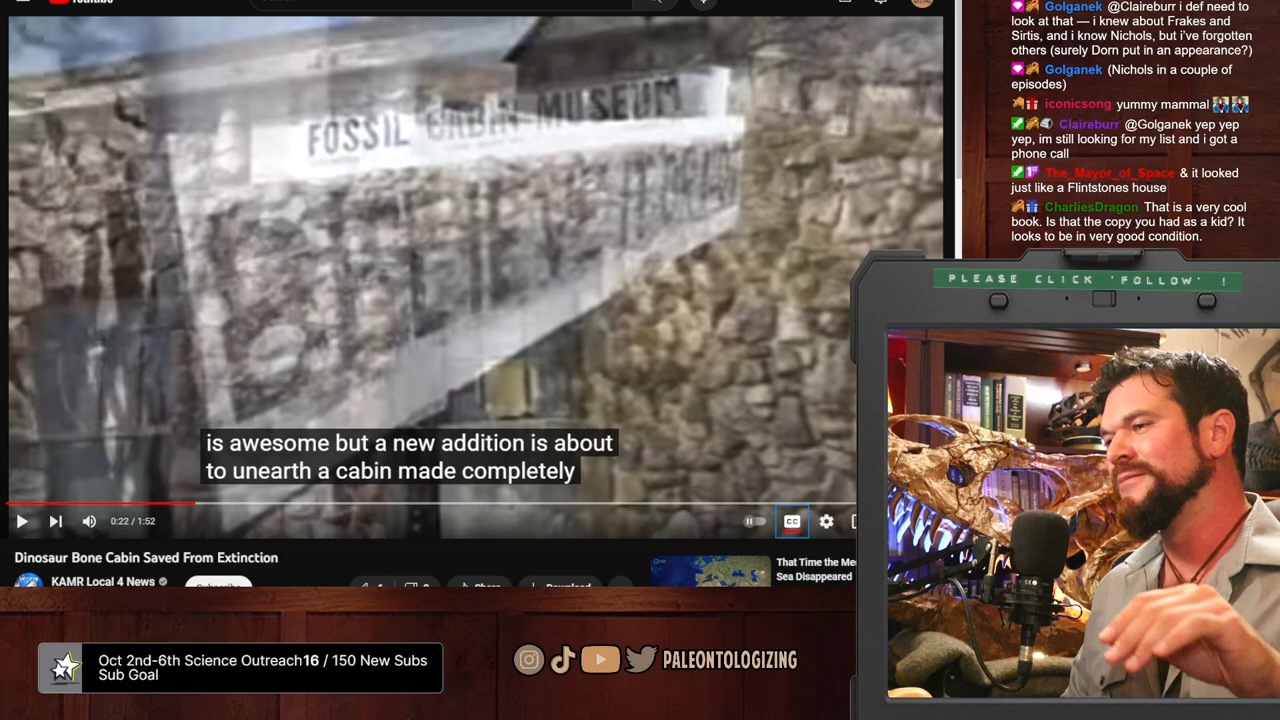 FOSSIL CABIN MUSEUM
is awesome but a new addition is about
to unearth a cabin made completely
0:22 / 1:52
CC
Dinosaur Bone Cabin Saved From Extinction
KAMR Local 4 News
That Time the Me
Sea Disappeared
Oct 2nd-6th Science Outreach16 / 150 New Subs
Sub Goal
PALEONTOLOGIZING
Golganek @Claireburr i def need to
look at that — i knew about Frakes and
Sirtis, and i know Nichols, but i've forgotten
others (surely Dorn put in an appearance?)
Golganek (Nichols in a couple of
episodes)
iconicsong yummy mammal
Claireburr @Golganek yep yep
yep, im still looking for my list and i got a
phone call
The_Mayor_of_Space & it looked
just like a Flintstones house
CharliesDragon That is a very cool
book. Is that the copy you had as a kid? It
looks to be in very good condition.
PLEASE CLICK 'FOLLOW' !